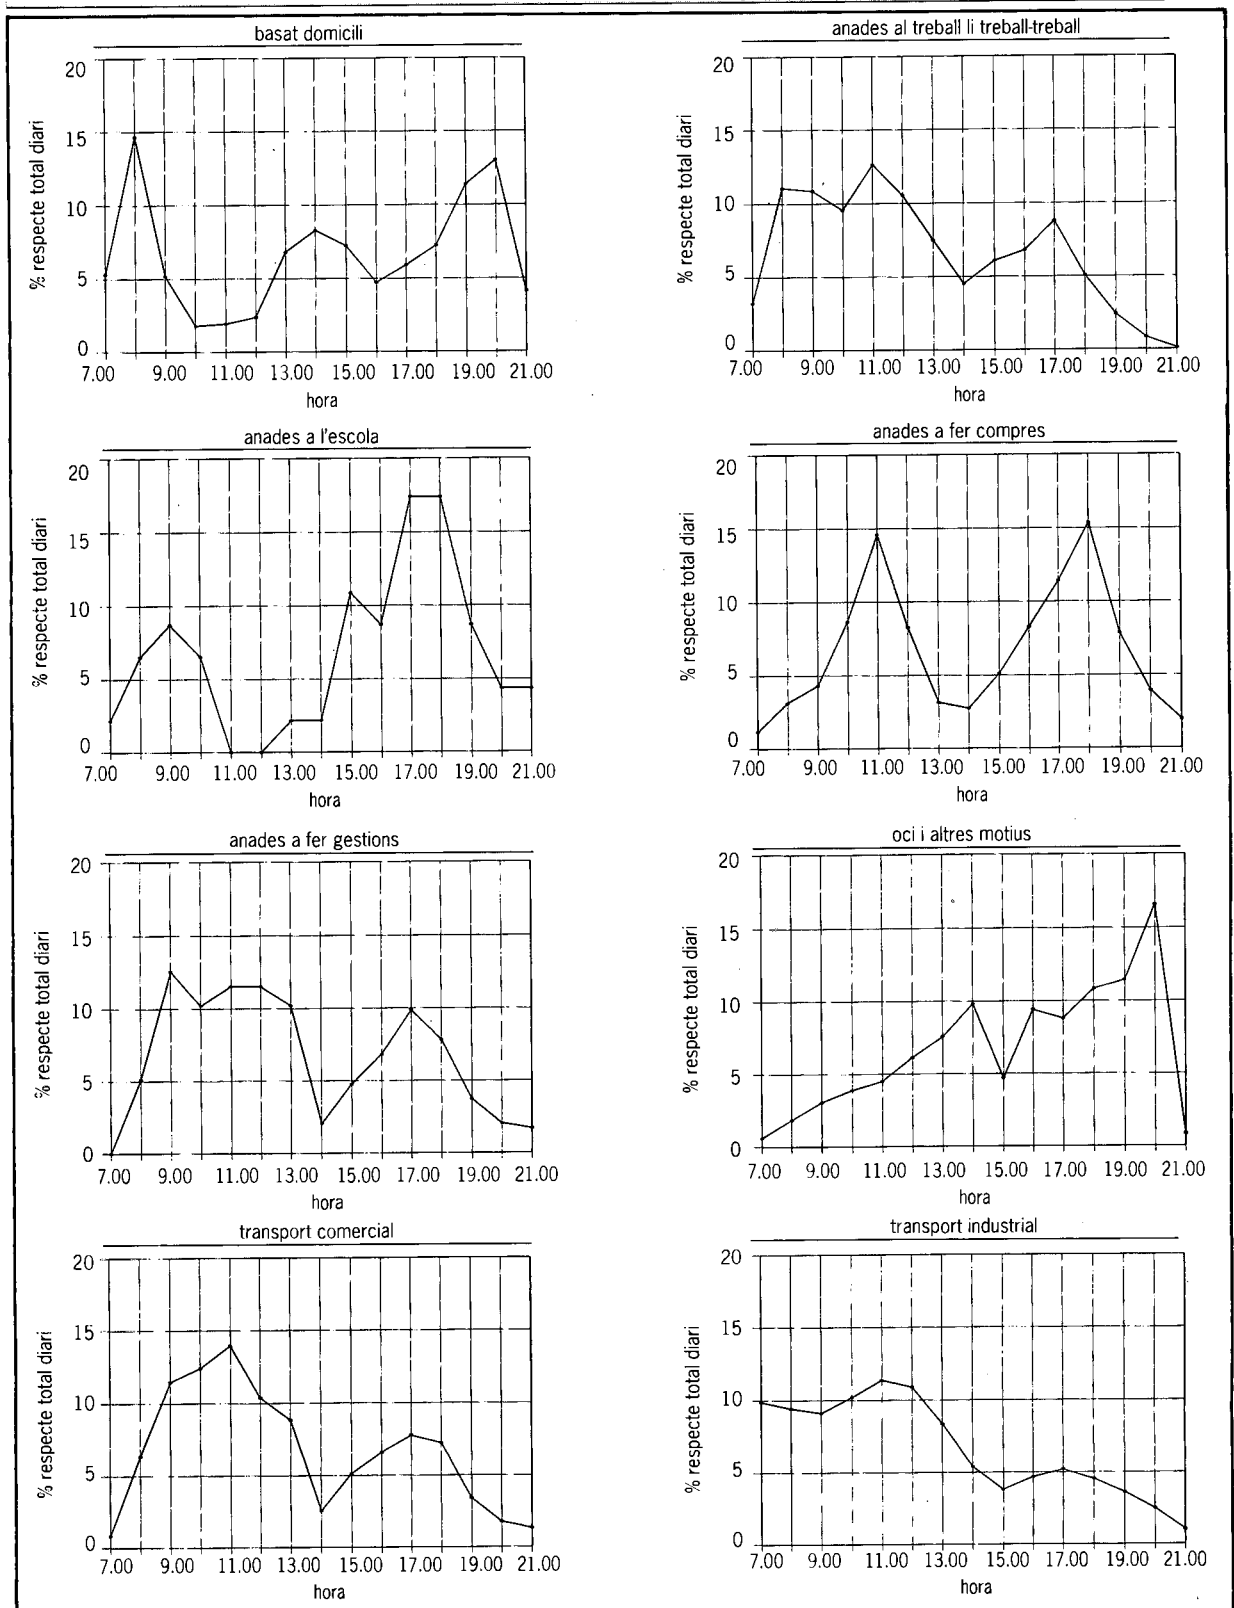 basat domicili
% respecte total diari
20
15
10
5
0
7.00 9.00 11.00 13.00 15.00 17.00 19.00 21.00
hora
anades al treball li treball-treball
% respecte total diari
20
15
10
5
0
7.00 9.00 11.00 13.00 15.00 17.00 19.00 21.00
hora
anades a l'escola
% respecte total diari
20
15
10
5
0
7.00 9.00 11.00 13.00 15.00 17.00 19.00 21.00
hora
anades a fer compres
% respecte total diari
20
15
10
5
0
7.00 9.00 11.00 13.00 15.00 17.00 19.00 21.00
hora
anades a fer gestions
% respecte total diari
20
15
10
5
0
7.00 9.00 11.00 13.00 15.00 17.00 19.00 21.00
hora
oci i altres motius
% respecte total diari
20
15
10
5
0
7.00 9.00 11.00 13.00 15.00 17.00 19.00 21.00
hora
transport comercial
% respecte total diari
20
15
10
5
0
7.00 9.00 11.00 13.00 15.00 17.00 19.00 21.00
hora
transport industrial
% respecte total diari
20
15
10
5
0
7.00 9.00 11.00 13.00 15.00 17.00 19.00 21.00
hora